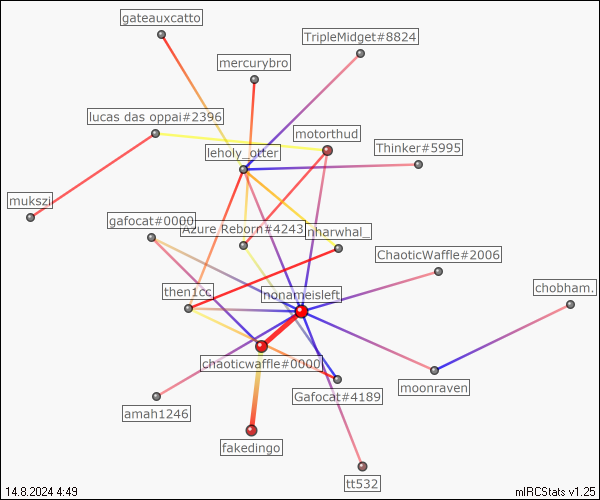 gateauxcatto
TripleMidget#8824
mercurybro
lucas das oppai#2396
motorthud
leholy_otter
Thinker#5995
mukszi
gafocat#0000
Azure Reborn#4243
nharwhal_
ChaoticWaffle#2006
then1cc
nonameisleft
chobham.
chaoticwaffle#0000
Gafocat#4189
moonraven
amah1246
fakedingo
tt532
14.8.2024 4:49
mIRCStats v1.25